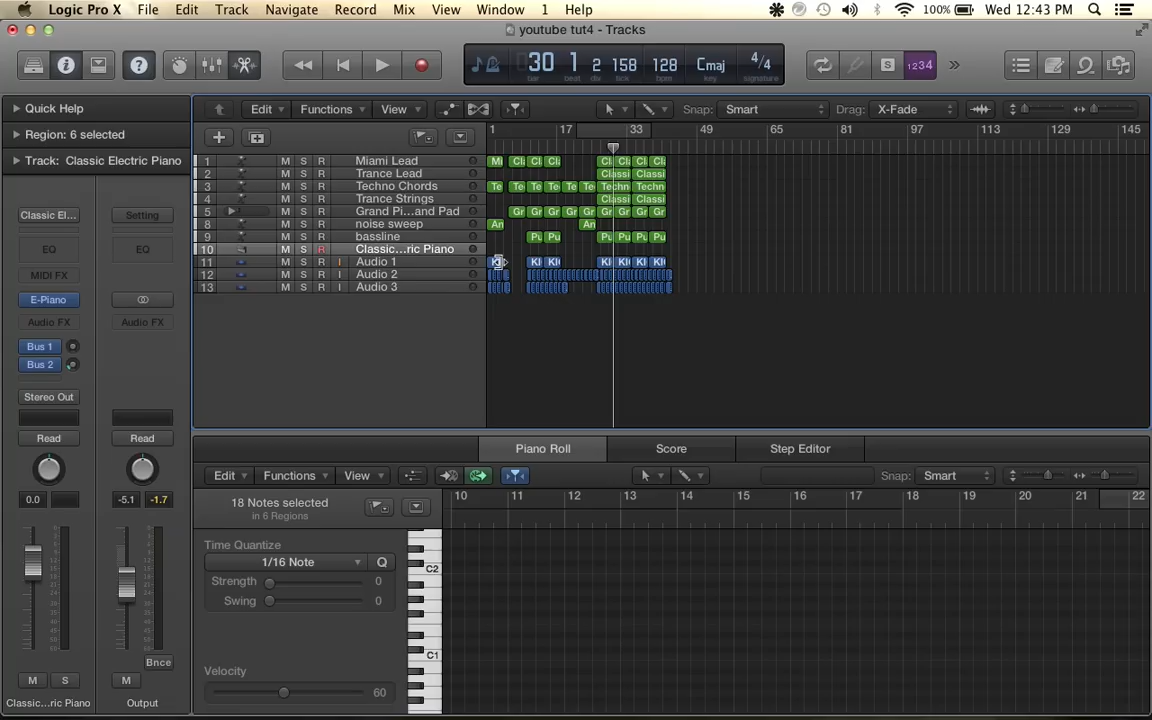 Logic Pro X File Edit Track Navigate Record Mix View Window 1 Help 100% Wed 12:43 PM
youtube tut4 - Tracks
30 1 2 158 128 Cmaj 4/4
bar beat div tick bpm key signature
S 1234
Quick Help
Region: 6 selected
Track: Classic Electric Piano
Edit Functions View Snap: Smart Drag: X-Fade
1 17 33 49 65 81 97 113 129 145
1 M S R Miami Lead
2 M S R Trance Lead
3 M S R Techno Chords
4 M S R Trance Strings
5 M S R Grand Pi...and Pad
8 M S R noise sweep
9 M S R bassline
10 M S R Classic...ric Piano
11 M S R I Audio 1
12 M S R I Audio 2
13 M S R I Audio 3
Classic El... Setting
EQ EQ
MIDI FX
E-Piano
Audio FX Audio FX
Bus 1
Bus 2
Stereo Out
Read Read
0.0 -5.1 -1.7
Bnce
M S M
Classic...ric Piano Output
Piano Roll Score Step Editor
Edit Functions View Snap: Smart
18 Notes selected
in 6 Regions
10 11 12 13 14 15 16 17 18 19 20 21 22
Time Quantize
1/16 Note Q
Strength 0
Swing 0
Velocity
60
C2
C1